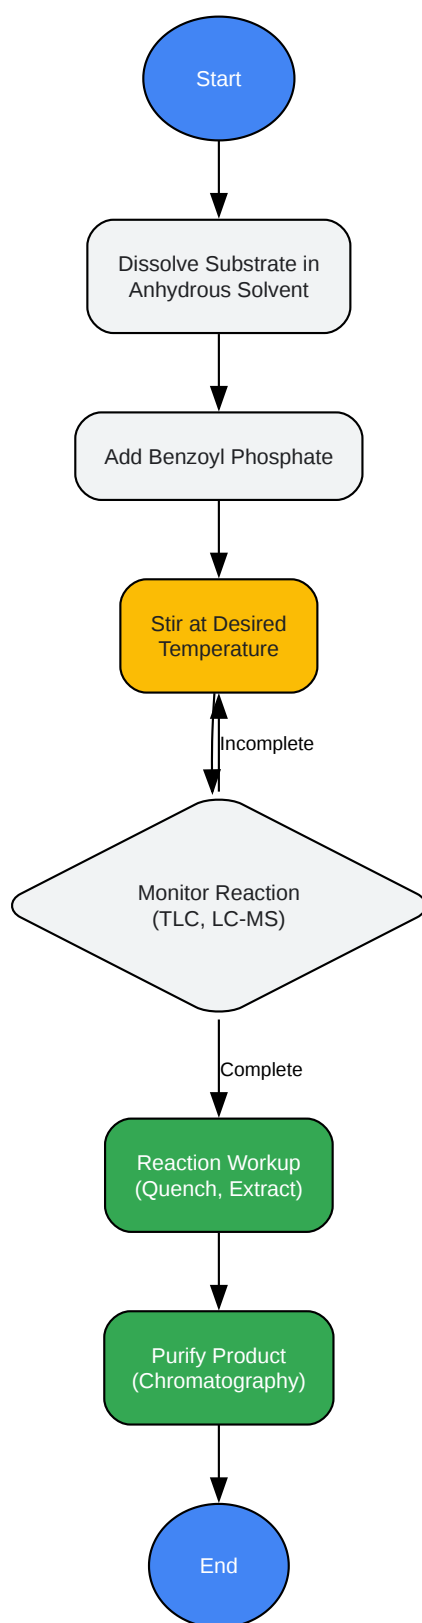 Start
Dissolve Substrate in
Anhydrous Solvent
Add Benzoyl Phosphate
Stir at Desired
Temperature
Incomplete
Monitor Reaction
(TLC, LC-MS)
Complete
Reaction Workup
(Quench, Extract)
Purify Product
(Chromatography)
End